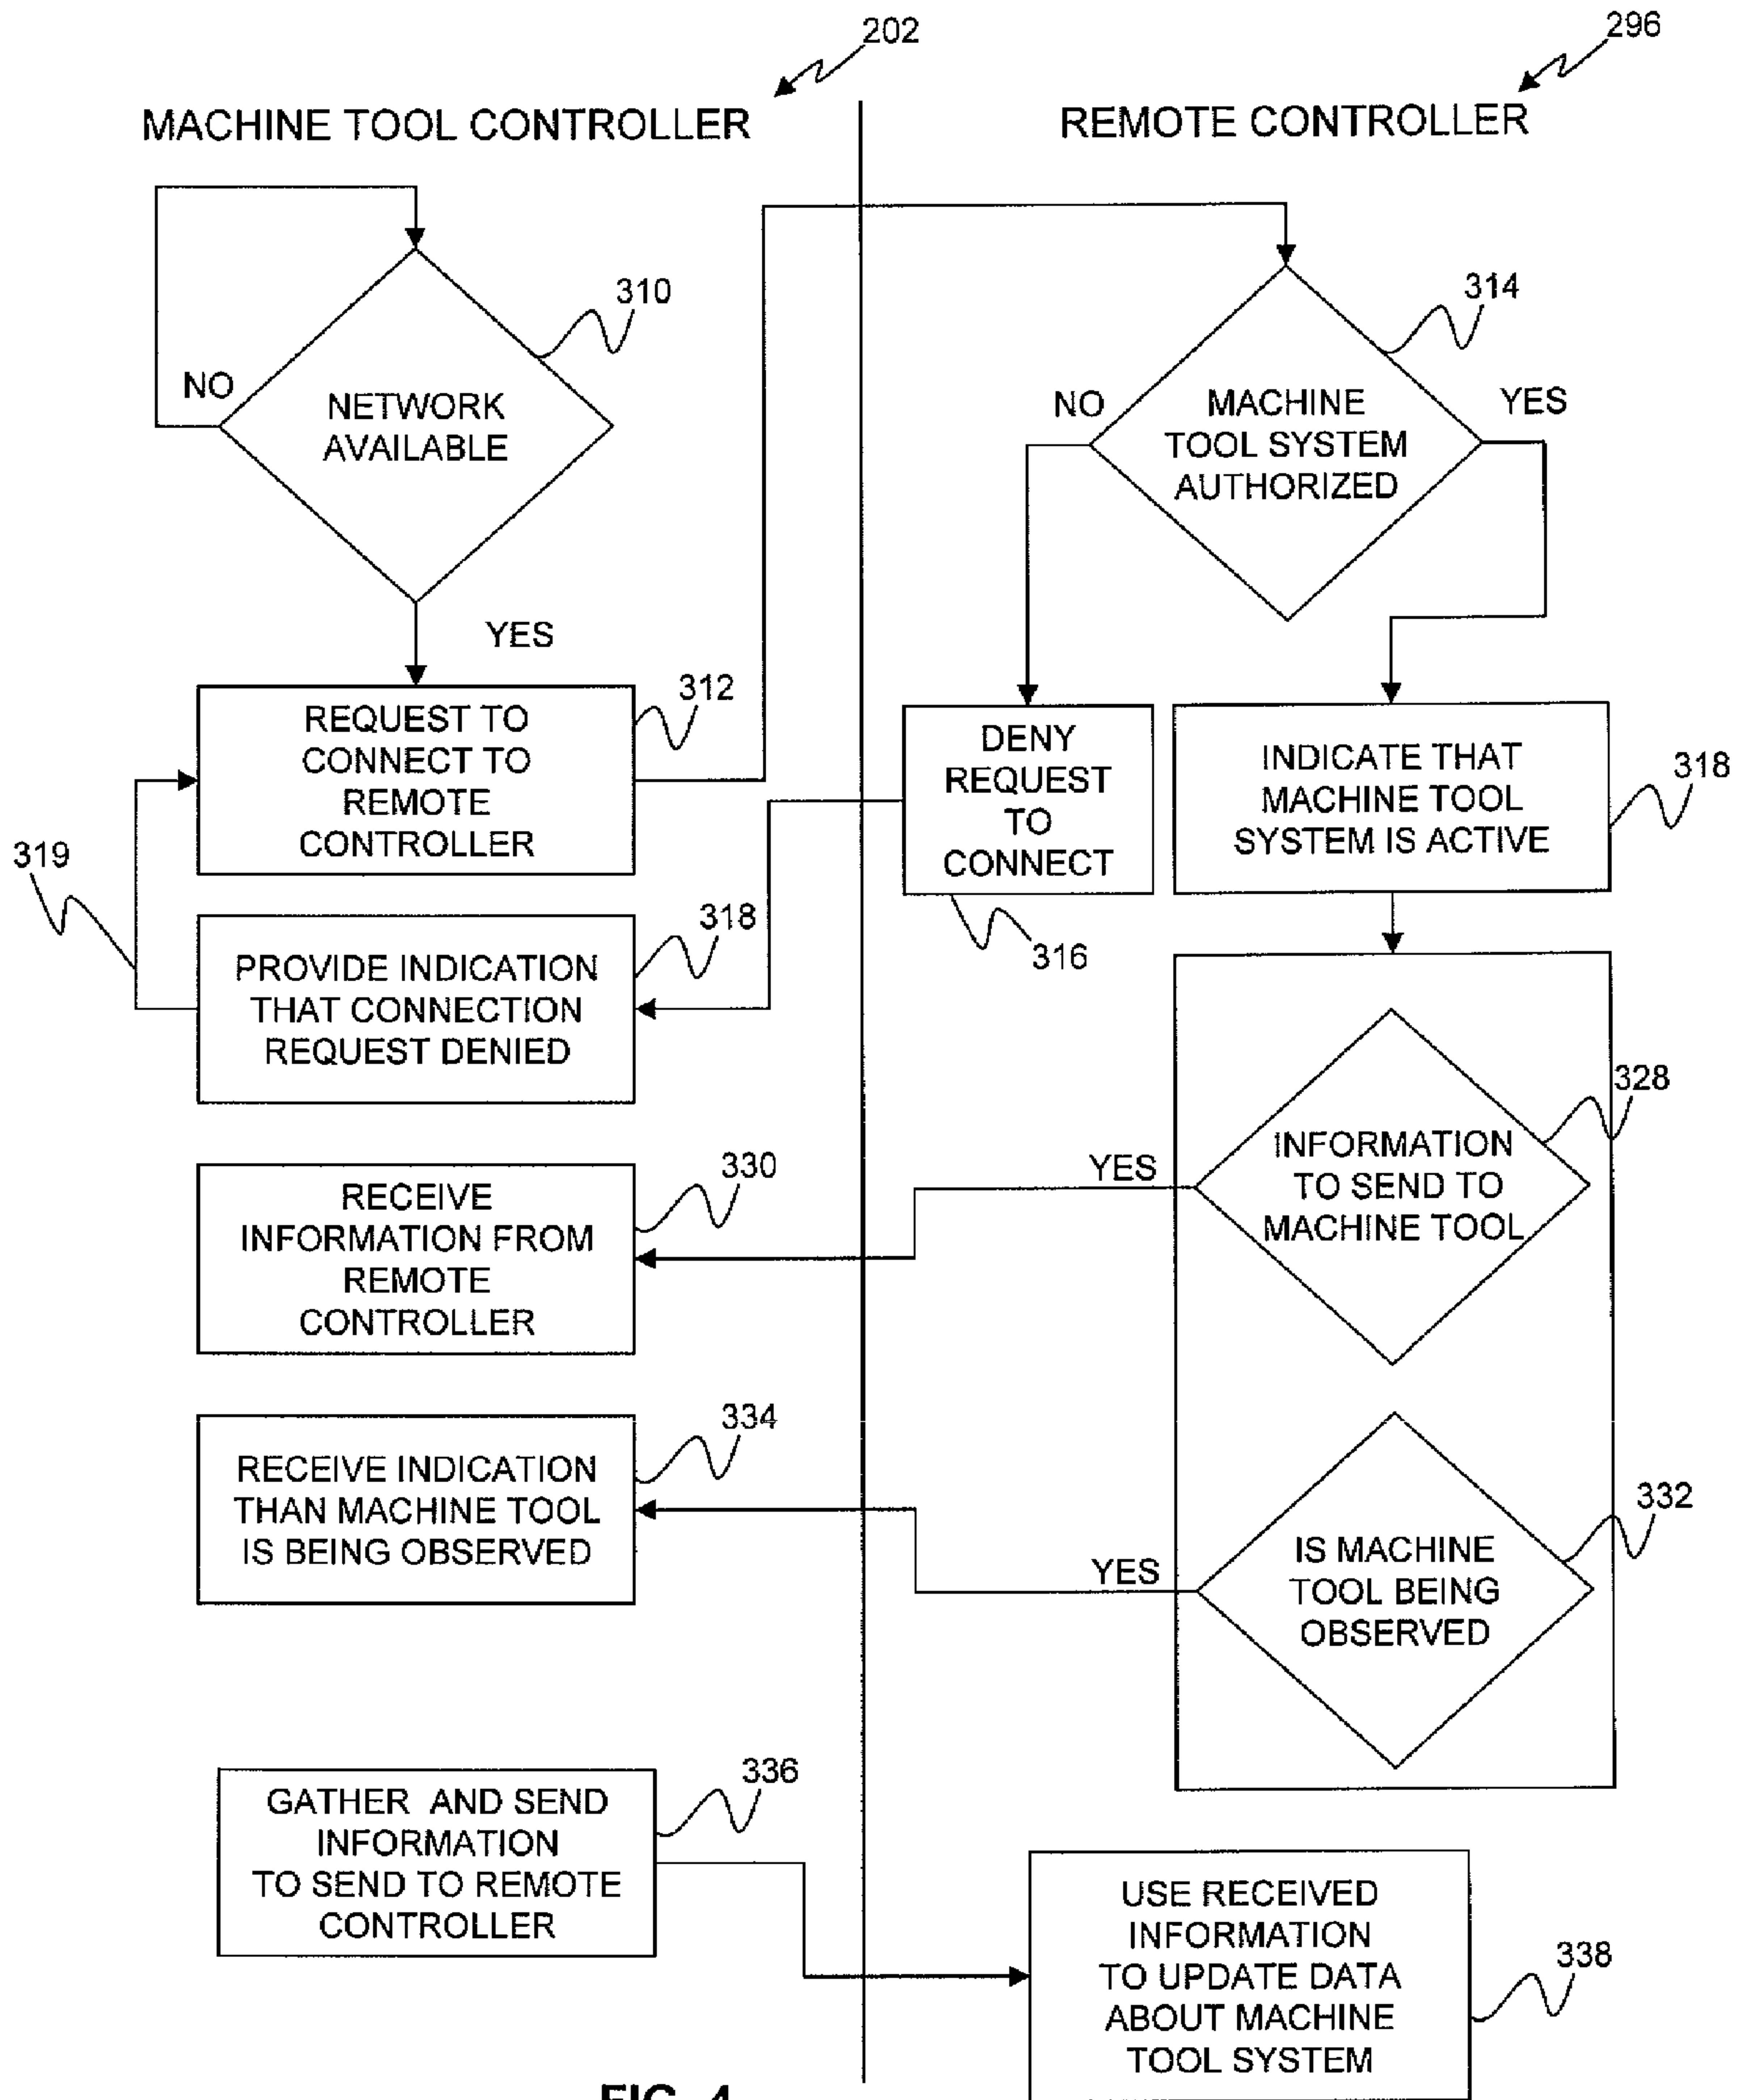 202
296
MACHINE TOOL CONTROLLER
REMOTE CONTROLLER
310
NO
NETWORK
AVAILABLE
YES
314
NO
MACHINE
TOOL SYSTEM
AUTHORIZED
YES
312
REQUEST TO
CONNECT TO
REMOTE
CONTROLLER
DENY
REQUEST
TO
CONNECT
316
INDICATE THAT
MACHINE TOOL
SYSTEM IS ACTIVE
318
319
318
PROVIDE INDICATION
THAT CONNECTION
REQUEST DENIED
328
INFORMATION
TO SEND TO
MACHINE TOOL
YES
330
RECEIVE
INFORMATION FROM
REMOTE
CONTROLLER
334
RECEIVE INDICATION
THAN MACHINE TOOL
IS BEING OBSERVED
332
YES
IS MACHINE
TOOL BEING
OBSERVED
336
GATHER AND SEND
INFORMATION
TO SEND TO REMOTE
CONTROLLER
USE RECEIVED
INFORMATION
TO UPDATE DATA
ABOUT MACHINE
TOOL SYSTEM
338
FIG. 4